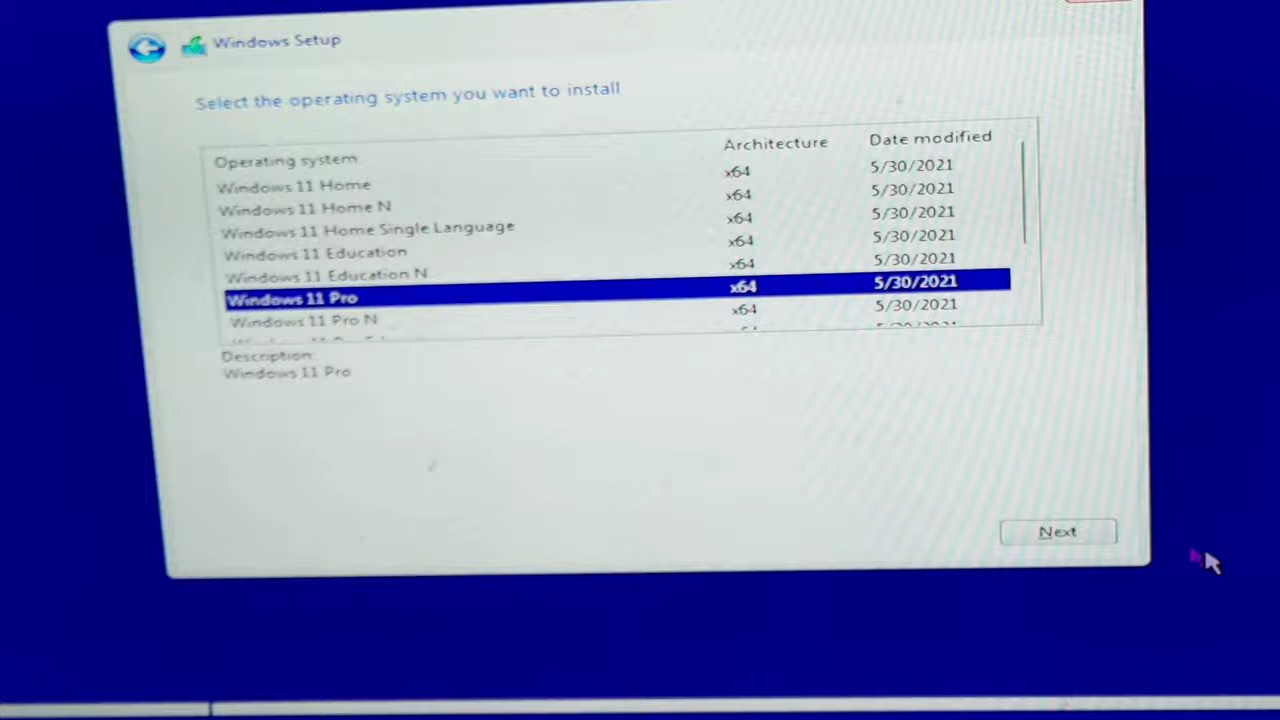 Windows Setup
Select the operating system you want to install
Operating system Architecture Date modified
Windows 11 Home x64 5/30/2021
Windows 11 Home N x64 5/30/2021
Windows 11 Home Single Language x64 5/30/2021
Windows 11 Education x64 5/30/2021
Windows 11 Education N x64 5/30/2021
Windows 11 Pro x64 5/30/2021
Windows 11 Pro N x64 5/30/2021
Description:
Windows 11 Pro
Next